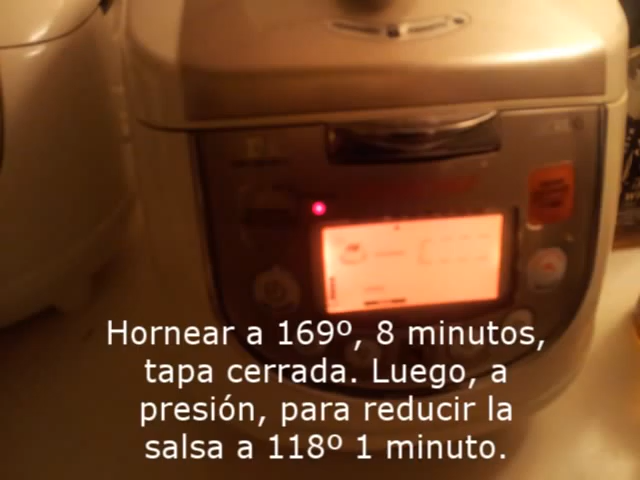 Hornear a 169º, 8 minutos,
tapa cerrada. Luego, a
presión, para reducir la
salsa a 118º 1 minuto.